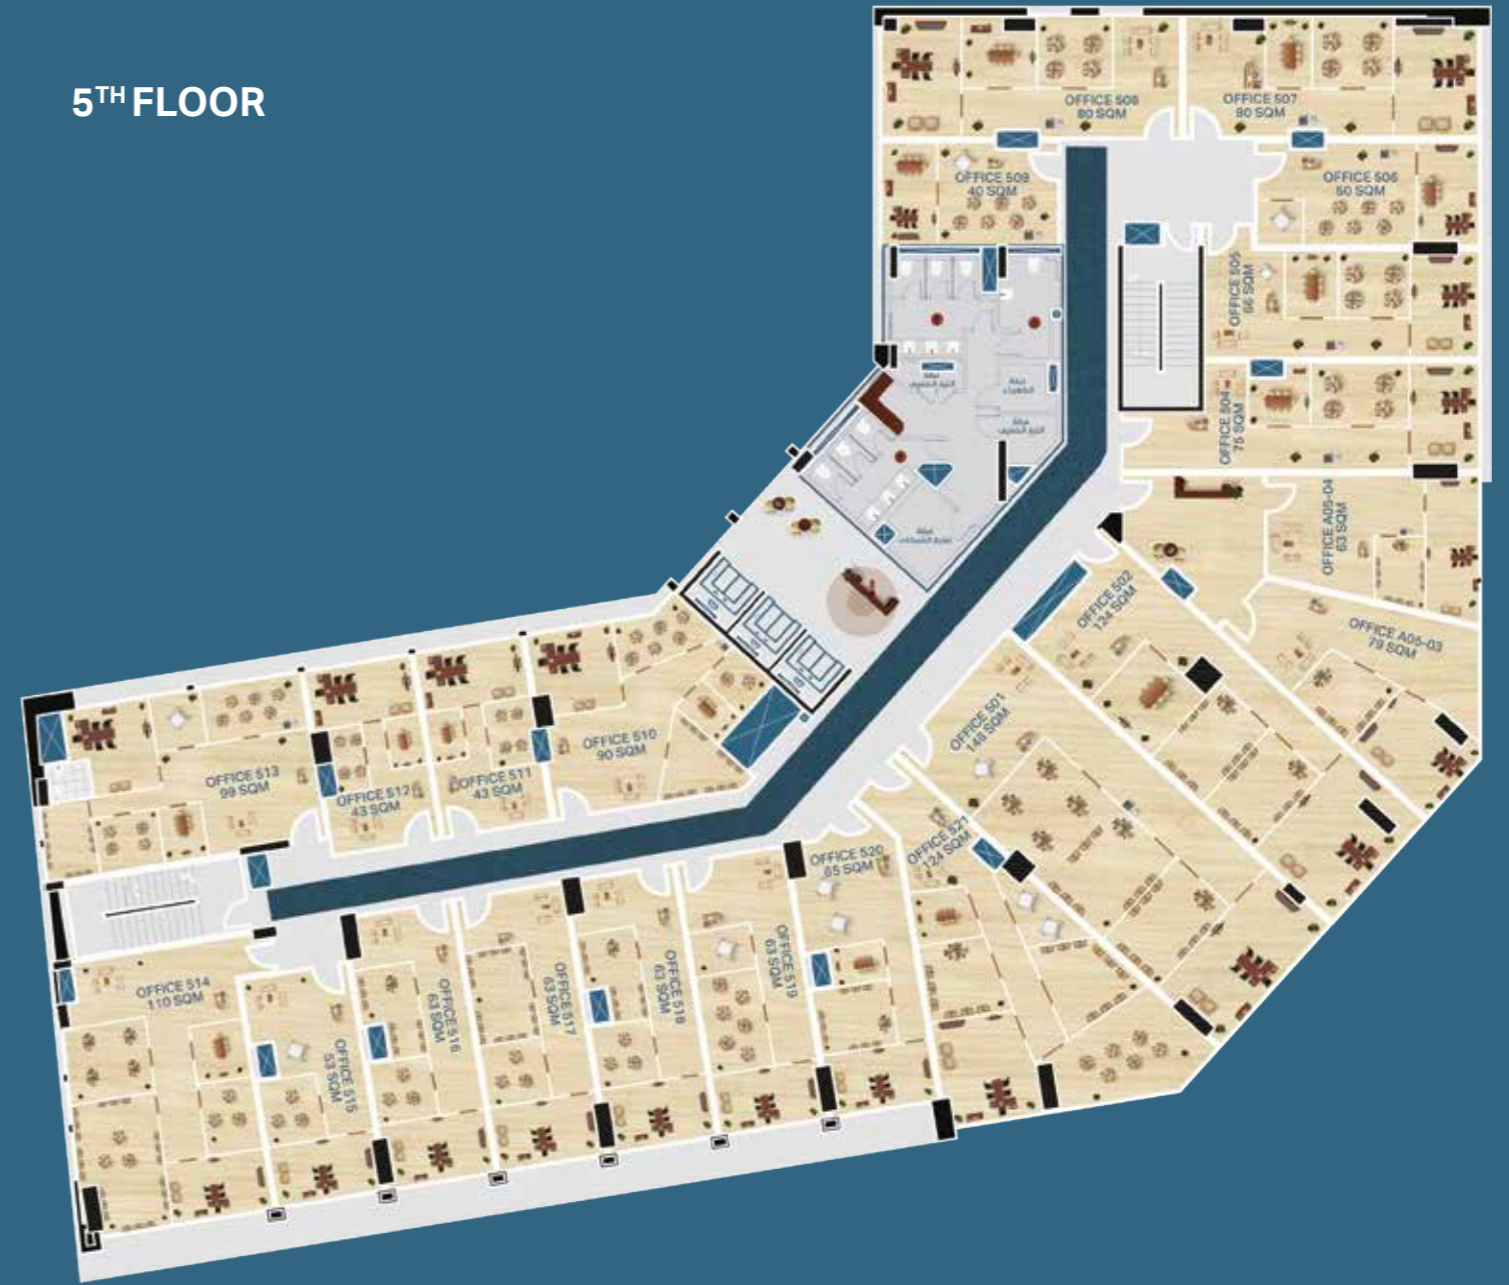 5TH FLOOR
OFFICE 508
80 SQM
OFFICE 507
80 SQM
OFFICE 509
40 SQM
OFFICE 506
50 SQM
OFFICE 505
66 SQM
OFFICE 504
75 SQM
OFFICE A05-04
63 SQM
OFFICE A05-03
79 SQM
OFFICE 502
124 SQM
OFFICE 501
148 SQM
OFFICE 510
90 SQM
OFFICE 511
43 SQM
OFFICE 512
43 SQM
OFFICE 513
99 SQM
OFFICE 521
124 SQM
OFFICE 520
65 SQM
OFFICE 519
63 SQM
OFFICE 518
63 SQM
OFFICE 517
63 SQM
OFFICE 516
63 SQM
OFFICE 515
53 SQM
OFFICE 514
110 SQM